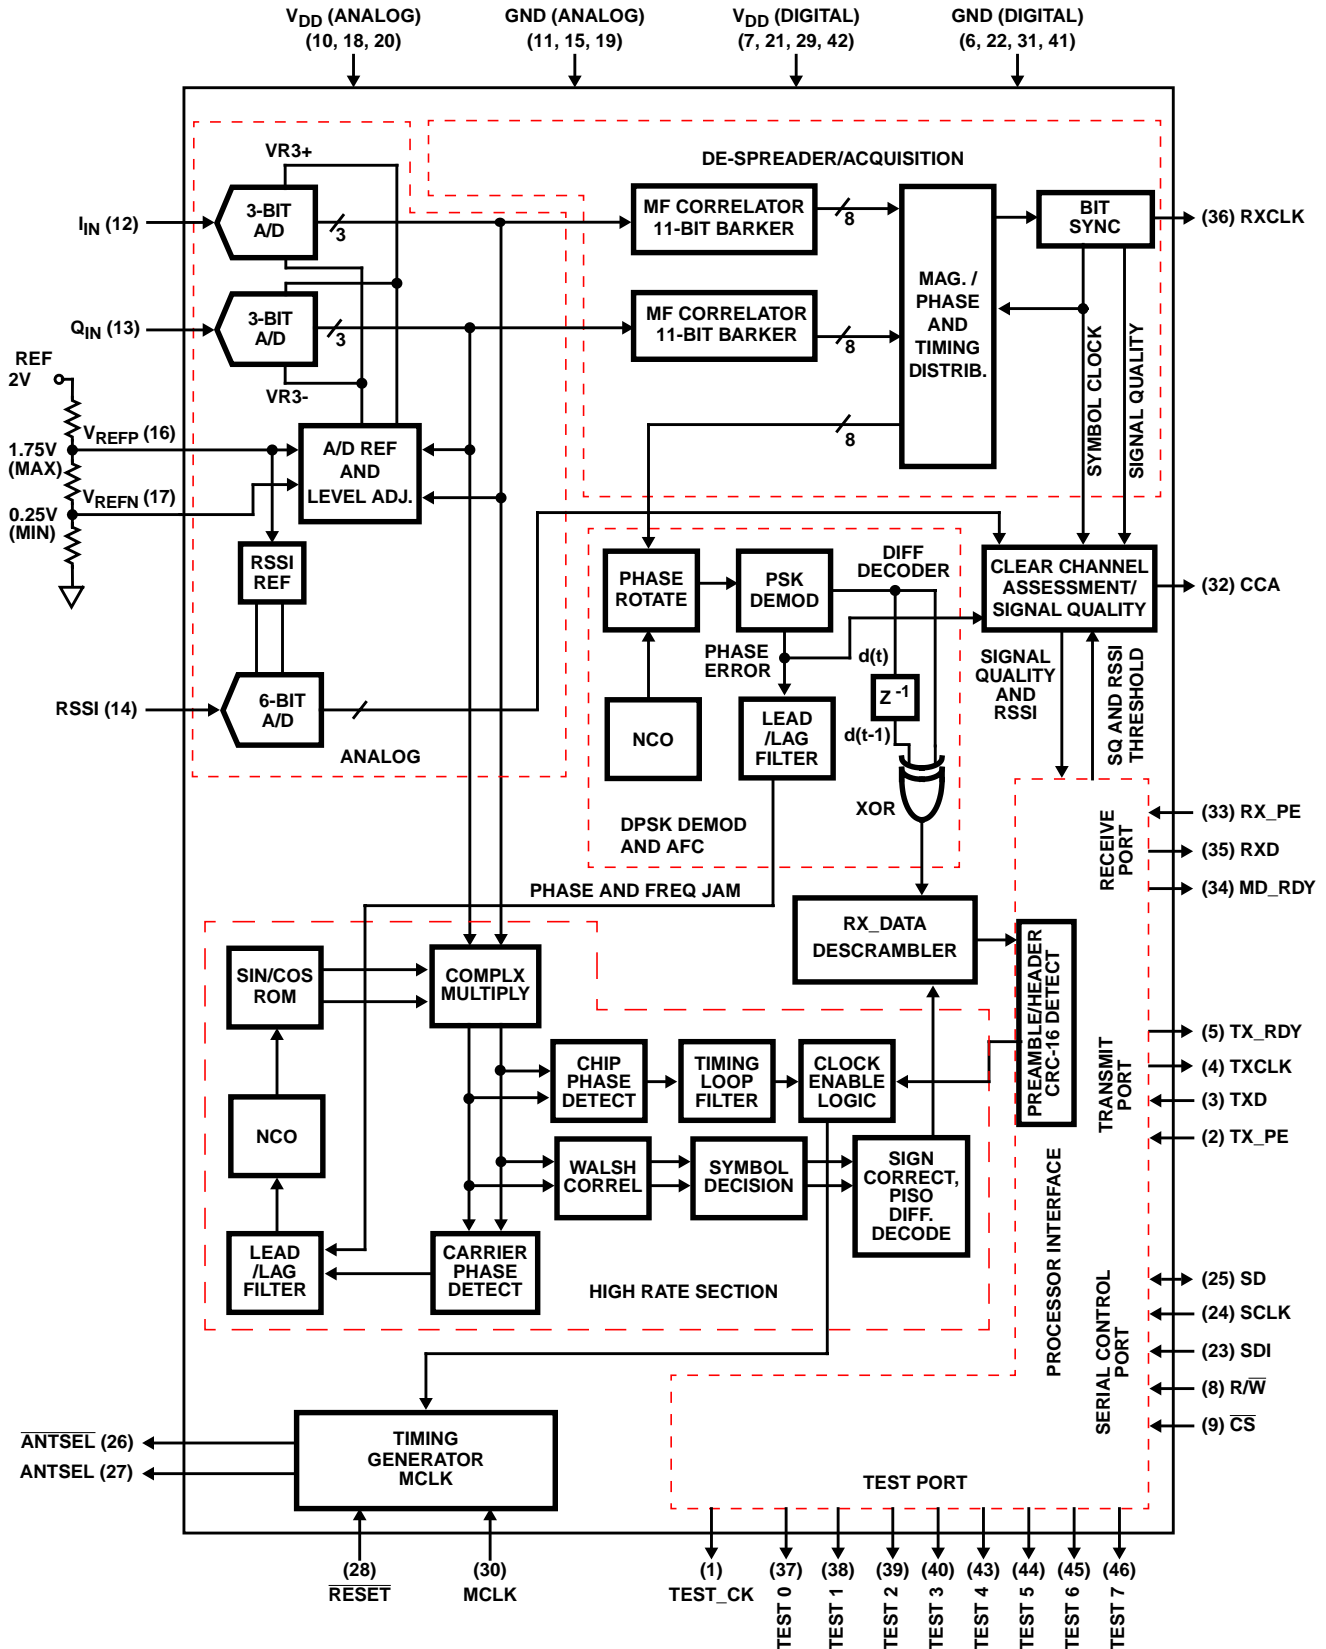 VDD (ANALOG)
(10, 18, 20)
GND (ANALOG)
(11, 15, 19)
VDD (DIGITAL)
(7, 21, 29, 42)
GND (DIGITAL)
(6, 22, 31, 41)
VR3+
DE-SPREADER/ACQUISITION
IIN (12)
3-BIT
A/D
3
MF CORRELATOR
11-BIT BARKER
8
BIT
SYNC
(36) RXCLK
MAG. /
PHASE
AND
TIMING
DISTRIB.
QIN (13)
3-BIT
A/D
3
MF CORRELATOR
11-BIT BARKER
8
SYMBOL CLOCK
SIGNAL QUALITY
REF
2V
VR3-
VREFP (16)
1.75V
(MAX)
VREFN (17)
0.25V
(MIN)
A/D REF
AND
LEVEL ADJ.
8
RSSI
REF
PHASE
ROTATE
PSK
DEMOD
DIFF
DECODER
CLEAR CHANNEL
ASSESSMENT/
SIGNAL QUALITY
(32) CCA
PHASE
ERROR
d(t)
SIGNAL
QUALITY
AND
RSSI
SQ AND RSSI
THRESHOLD
RSSI (14)
6-BIT
A/D
ANALOG
NCO
LEAD
/LAG
FILTER
Z -1
d(t-1)
XOR
DPSK DEMOD
AND AFC
RECEIVE
PORT
(33) RX_PE
(35) RXD
(34) MD_RDY
PHASE AND FREQ JAM
RX_DATA
DESCRAMBLER
PREAMBLE/HEADER
CRC-16 DETECT
SIN/COS
ROM
COMPLX
MULTIPLY
CHIP
PHASE
DETECT
TIMING
LOOP
FILTER
CLOCK
ENABLE
LOGIC
TRANSMIT
PORT
(5) TX_RDY
(4) TXCLK
(3) TXD
(2) TX_PE
NCO
WALSH
CORREL
SYMBOL
DECISION
SIGN
CORRECT,
PISO
DIFF.
DECODE
PROCESSOR INTERFACE
LEAD
/LAG
FILTER
CARRIER
PHASE
DETECT
HIGH RATE SECTION
SERIAL CONTROL
PORT
(25) SD
(24) SCLK
(23) SDI
(8) R/W̅
(9) C̅S̅
A̅N̅T̅S̅E̅L̅ (26)
ANTSEL (27)
TIMING
GENERATOR
MCLK
TEST PORT
(28)
R̅E̅S̅E̅T̅
(30)
MCLK
(1)
TEST_CK
(37)
TEST 0
(38)
TEST 1
(39)
TEST 2
(40)
TEST 3
(43)
TEST 4
(44)
TEST 5
(45)
TEST 6
(46)
TEST 7